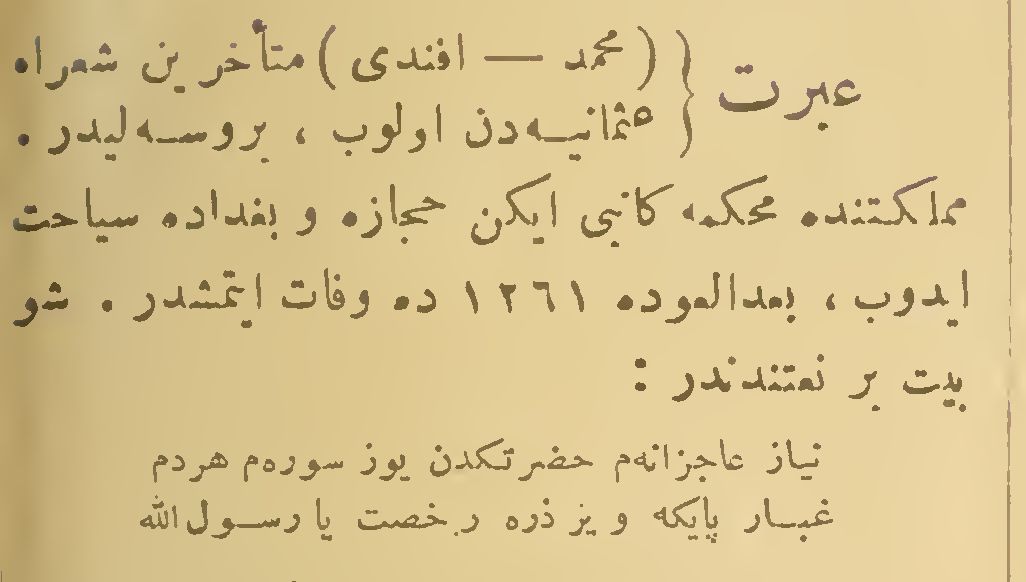 عبرت { (محمد — افندی) متأخرین شعراء
عثمانیه‌دن اولوب ، بروسه‌لیدر .
مملکتنده محکمه کاتبی ایکن حجازه و بغداده سیاحت
ایدوب ، بعدالعوده ١٢٦١ ده وفات ایتمشدر . شو
بیت بر نعتندندر :
نیاز عاجزانه‌م حضرتکدن یوز سوره‌م هردم
غبار پایکه ویر ذره رخصت یا رسول الله